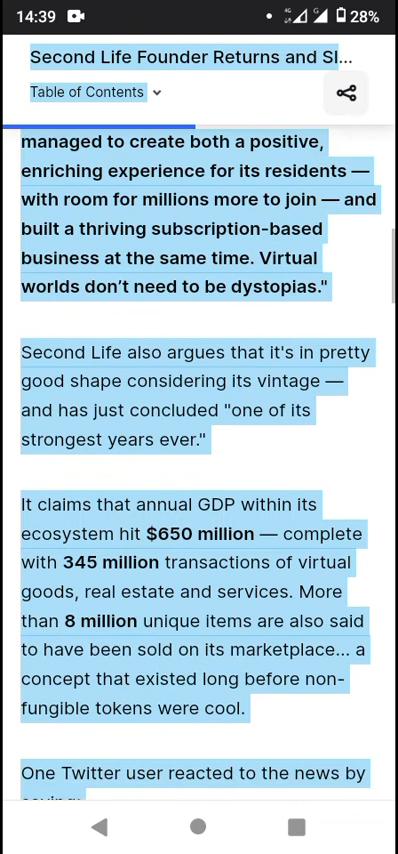 14:39
4G
G
28%
Second Life Founder Returns and Sl...
Table of Contents
managed to create both a positive,
enriching experience for its residents —
with room for millions more to join — and
built a thriving subscription-based
business at the same time. Virtual
worlds don’t need to be dystopias."
Second Life also argues that it's in pretty
good shape considering its vintage —
and has just concluded "one of its
strongest years ever."
It claims that annual GDP within its
ecosystem hit $650 million — complete
with 345 million transactions of virtual
goods, real estate and services. More
than 8 million unique items are also said
to have been sold on its marketplace... a
concept that existed long before non-
fungible tokens were cool.
One Twitter user reacted to the news by